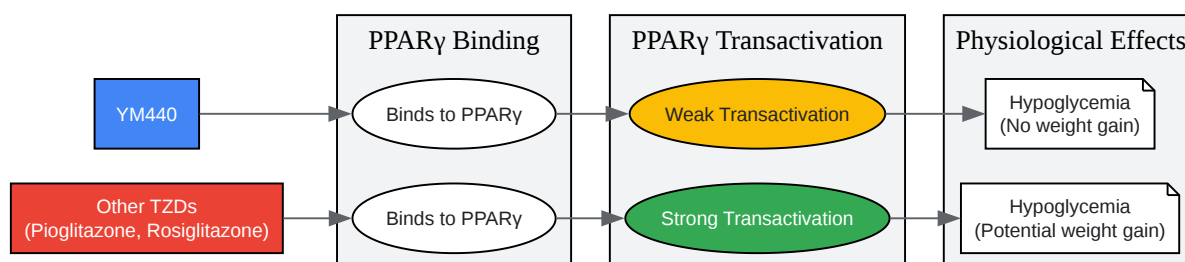 PPARγ Binding
PPARγ Transactivation
Physiological Effects
YM440
Binds to PPARγ
Weak Transactivation
Hypoglycemia
(No weight gain)
Other TZDs
(Pioglitazone, Rosiglitazone)
Binds to PPARγ
Strong Transactivation
Hypoglycemia
(Potential weight gain)